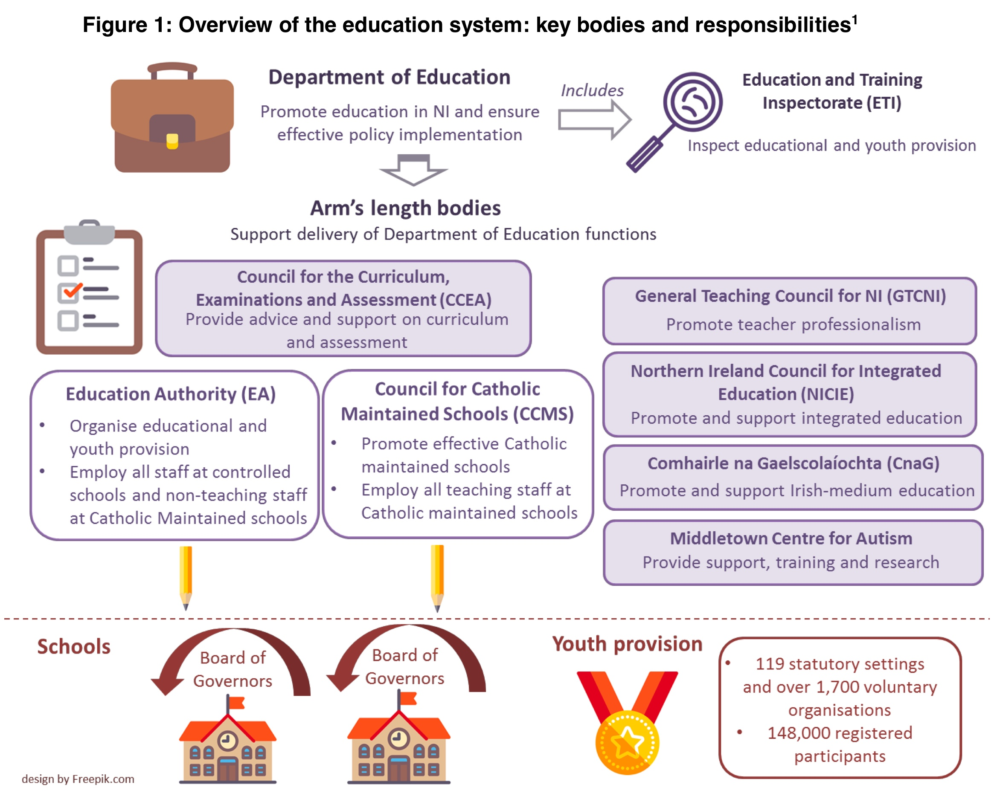 Figure 1: Overview of the education system: key bodies and responsibilities1
Department of Education
Promote education in NI and ensure
effective policy implementation
Includes
Education and Training
Inspectorate (ETI)
Inspect educational and youth provision
Arm’s length bodies
Support delivery of Department of Education functions
Council for the Curriculum,
Examinations and Assessment (CCEA)
Provide advice and support on curriculum
and assessment
General Teaching Council for NI (GTCNI)
Promote teacher professionalism
Northern Ireland Council for Integrated
Education (NICIE)
Promote and support integrated education
Comhairle na Gaelscolaíochta (CnaG)
Promote and support Irish-medium education
Middletown Centre for Autism
Provide support, training and research
Education Authority (EA)
• Organise educational and
youth provision
• Employ all staff at controlled
schools and non-teaching staff
at Catholic Maintained schools
Council for Catholic
Maintained Schools (CCMS)
• Promote effective Catholic
maintained schools
• Employ all teaching staff at
Catholic maintained schools
Schools
Board of
Governors
Board of
Governors
Youth provision
• 119 statutory settings
and over 1,700 voluntary
organisations
• 148,000 registered
participants
design by Freepik.com